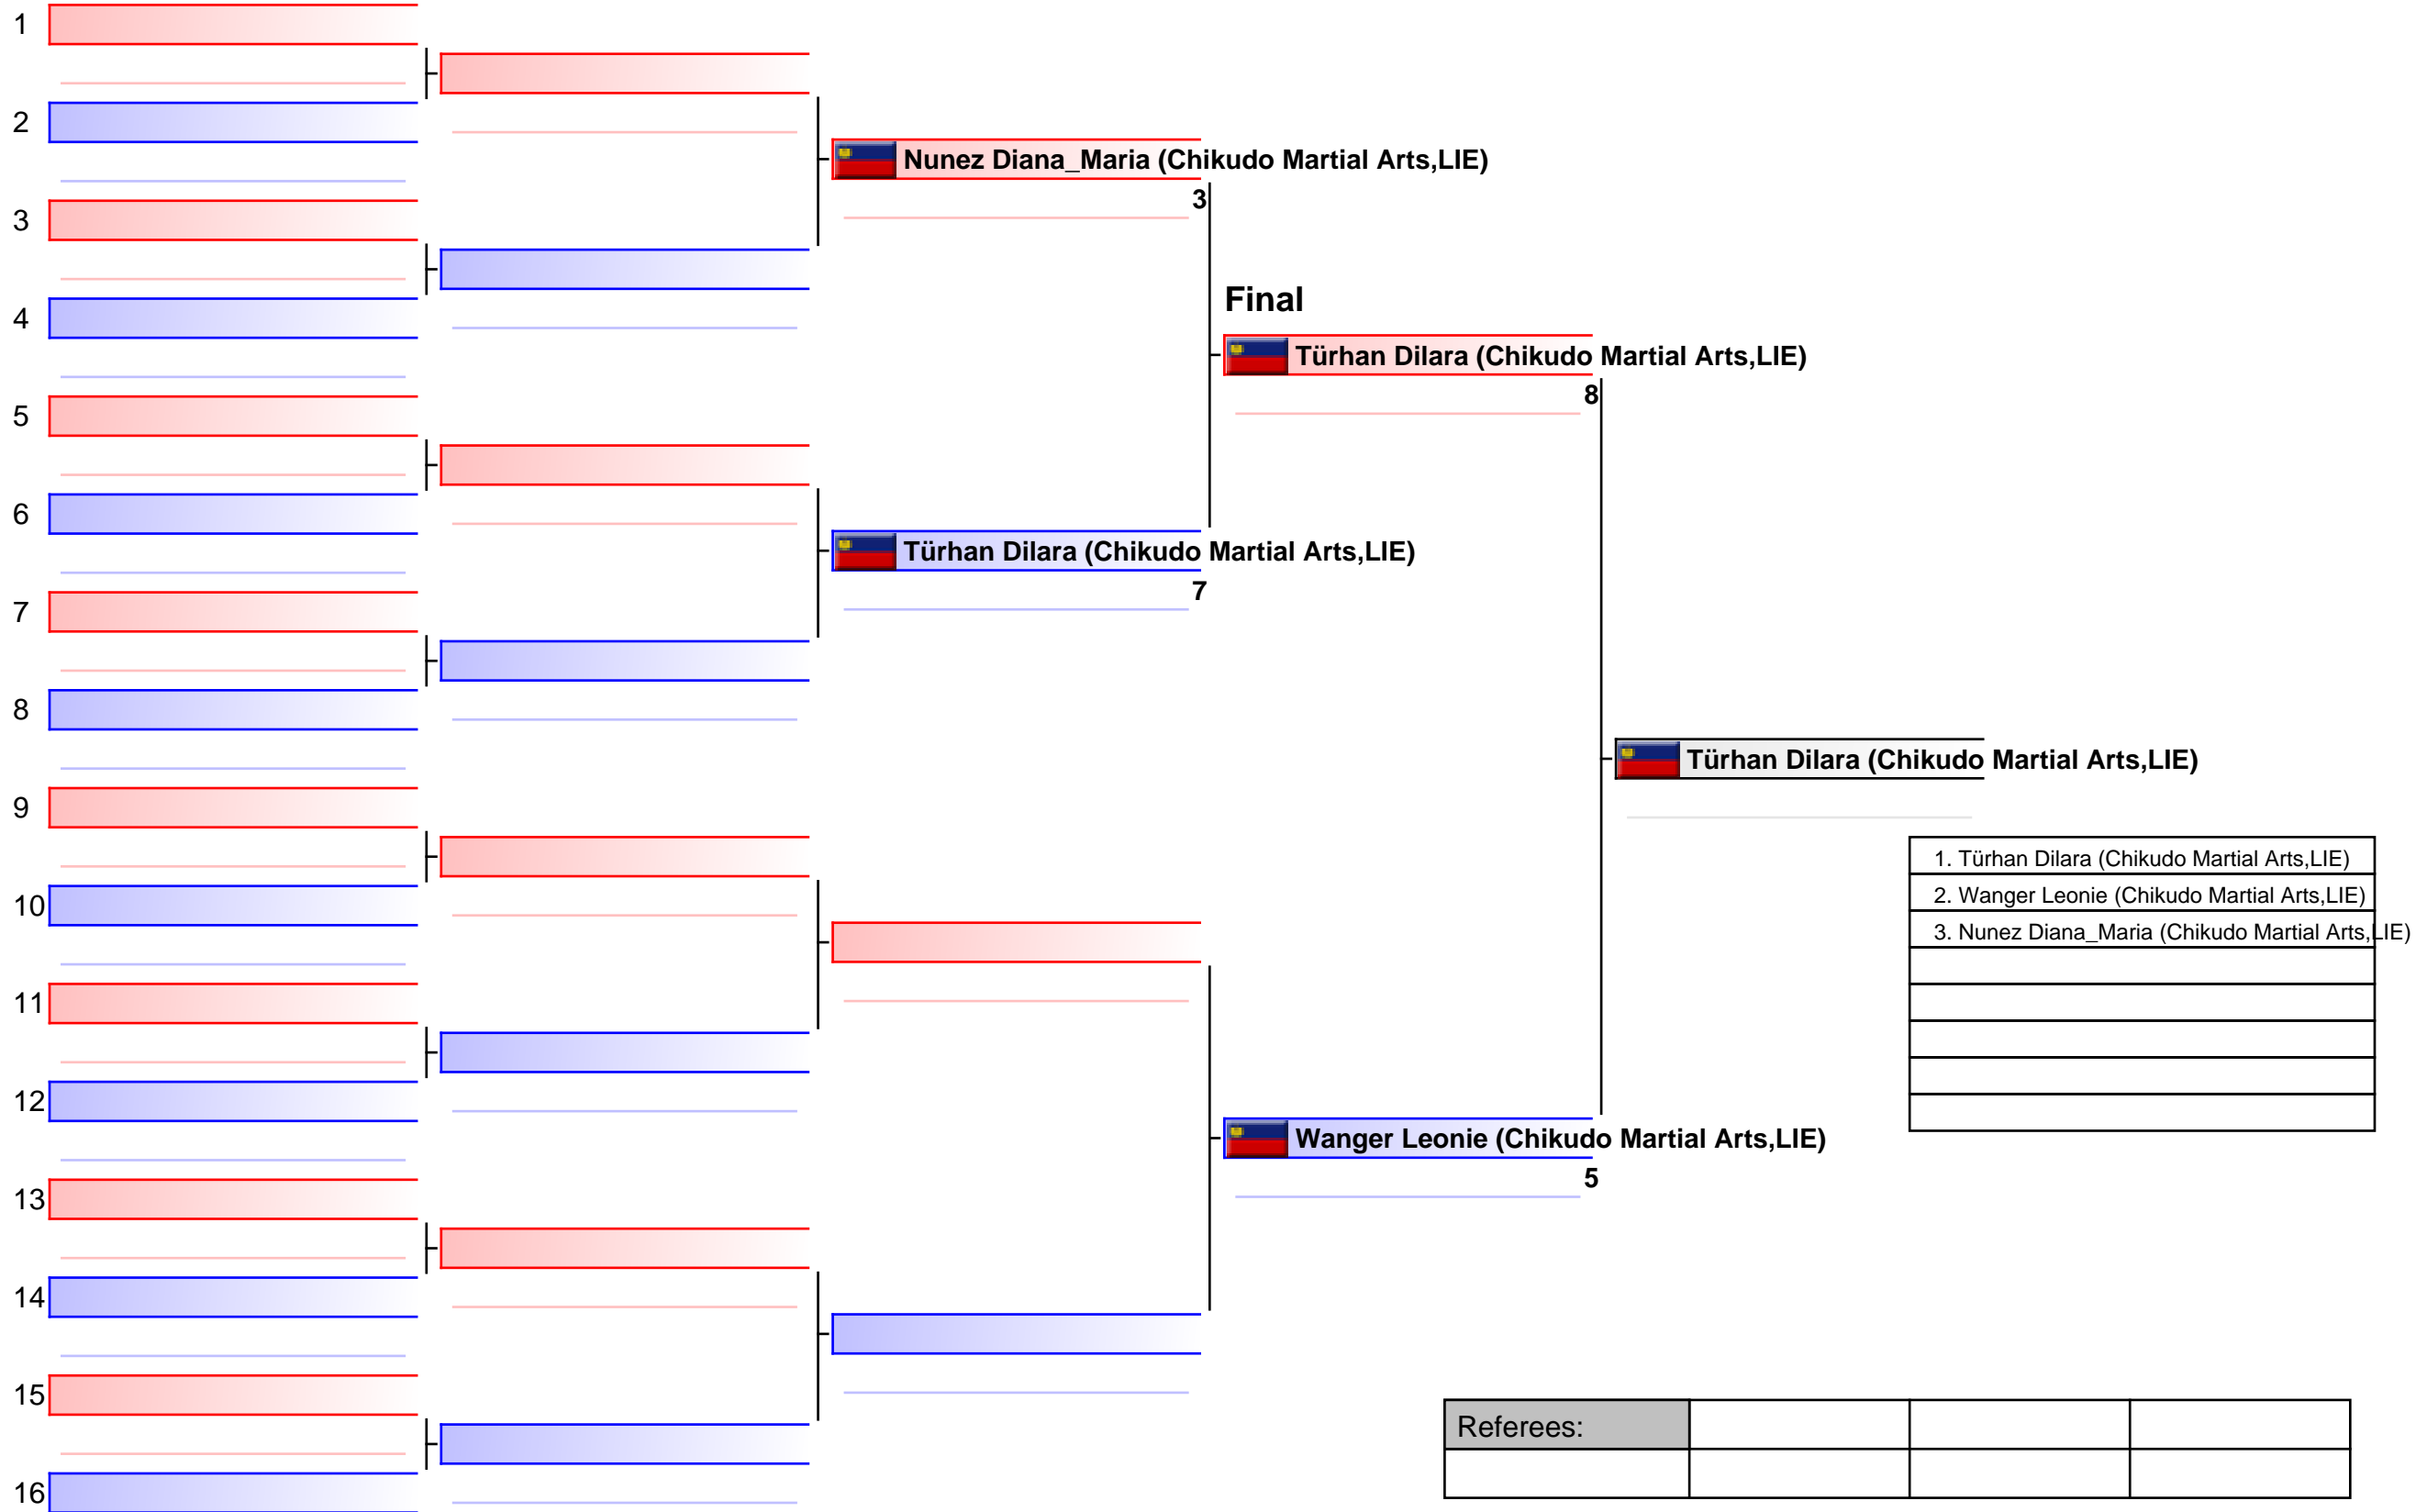 1
2
Nunez Diana_Maria (Chikudo Martial Arts,LIE)
3
3
Final
4
Türhan Dilara (Chikudo Martial Arts,LIE)
8
5
6
Türhan Dilara (Chikudo Martial Arts,LIE)
7
7
8
Türhan Dilara (Chikudo Martial Arts,LIE)
9
1. Türhan Dilara (Chikudo Martial Arts,LIE)
2. Wanger Leonie (Chikudo Martial Arts,LIE)
3. Nunez Diana_Maria (Chikudo Martial Arts,LIE)
10
11
12
Wanger Leonie (Chikudo Martial Arts,LIE)
5
13
14
15
Referees:
16